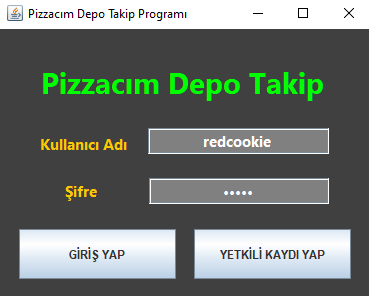 Pizzacım Depo Takip Programı
Pizzacım Depo Takip
Kullanıcı Adı
redcookie
Şifre
•••••
GİRİŞ YAP
YETKİLİ KAYDI YAP